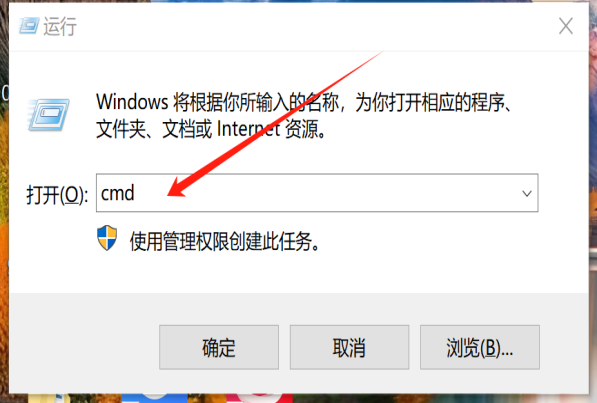 运行
Windows 将根据你所输入的名称，为你打开相应的程序、
文件夹、文档或 Internet 资源。
打开(O): cmd
使用管理权限创建此任务。
确定 取消 浏览(B)...